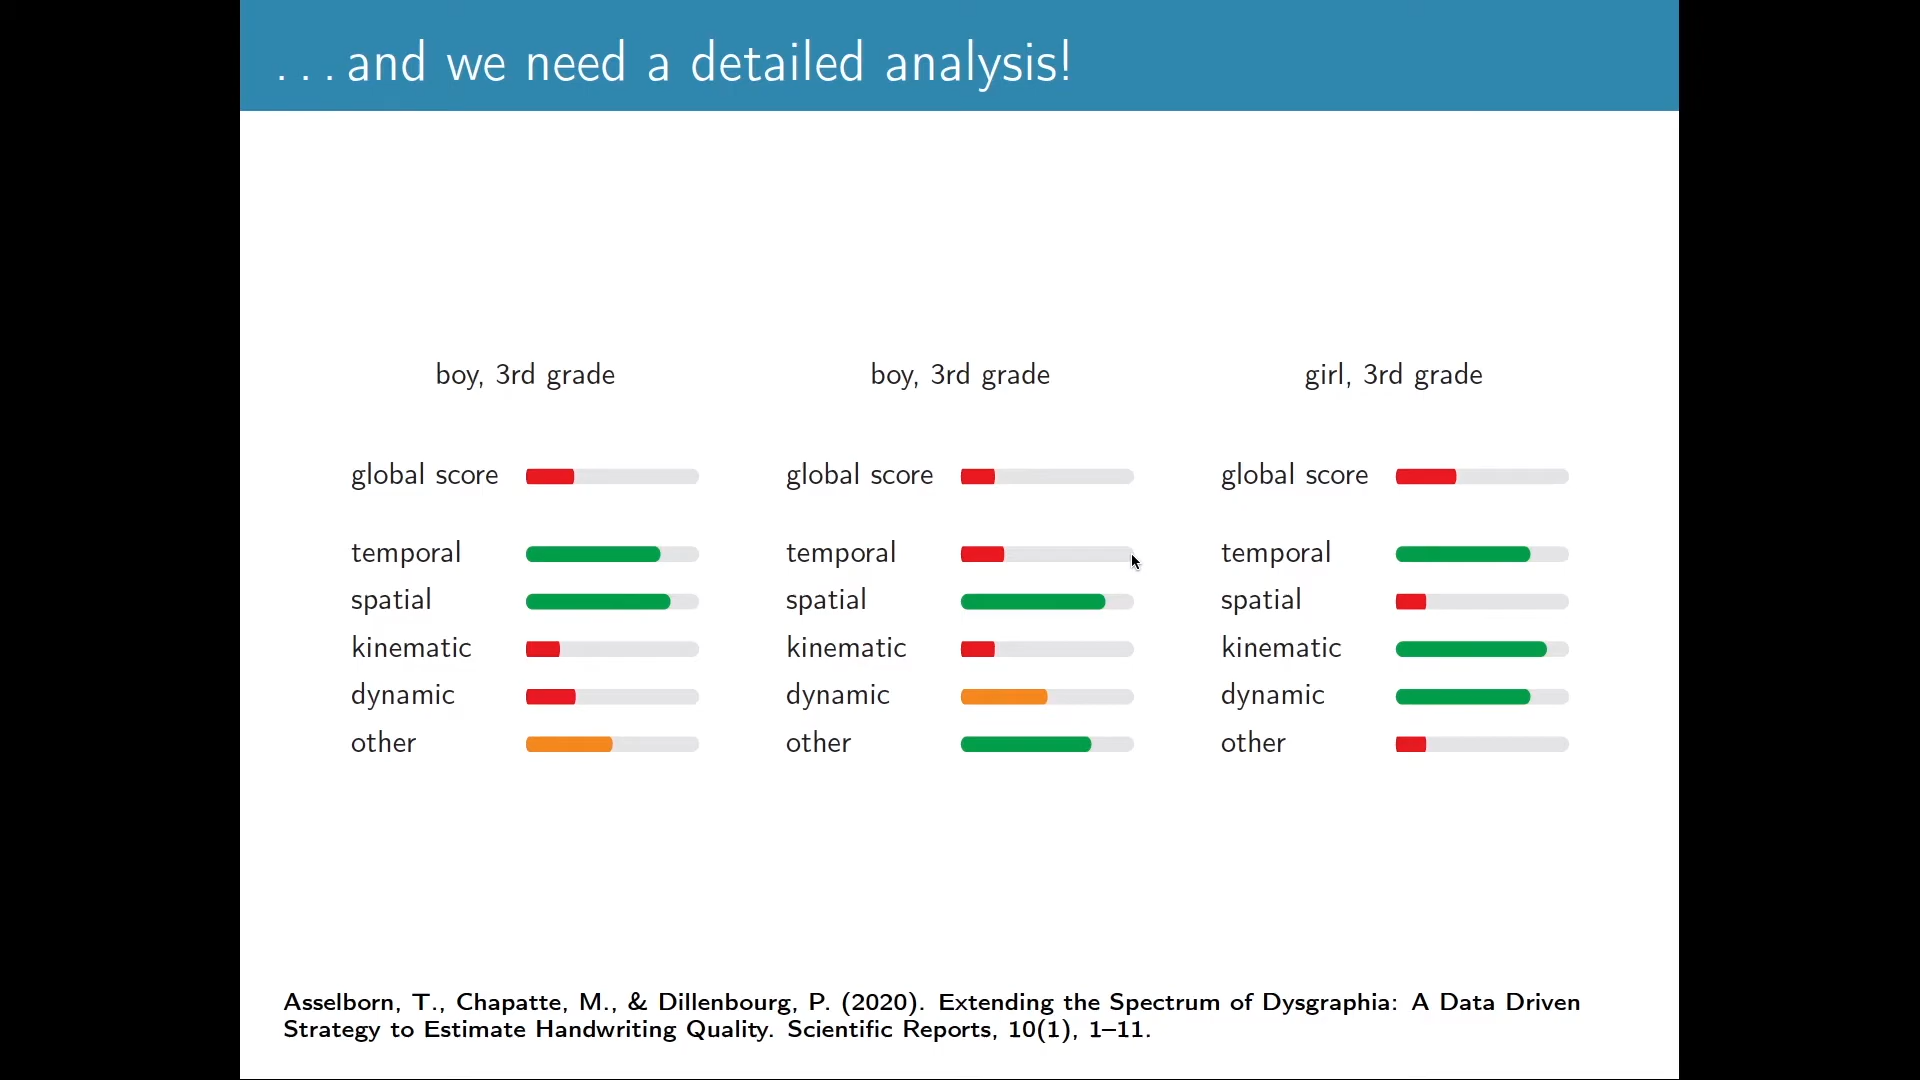 . . . and we need a detailed analysis!
boy, 3rd grade
global score
temporal
spatial
kinematic
dynamic
other
boy, 3rd grade
global score
temporal
spatial
kinematic
dynamic
other
girl, 3rd grade
global score
temporal
spatial
kinematic
dynamic
other
Asselborn, T., Chapatte, M., & Dillenbourg, P. (2020). Extending the Spectrum of Dysgraphia: A Data Driven
Strategy to Estimate Handwriting Quality. Scientific Reports, 10(1), 1–11.